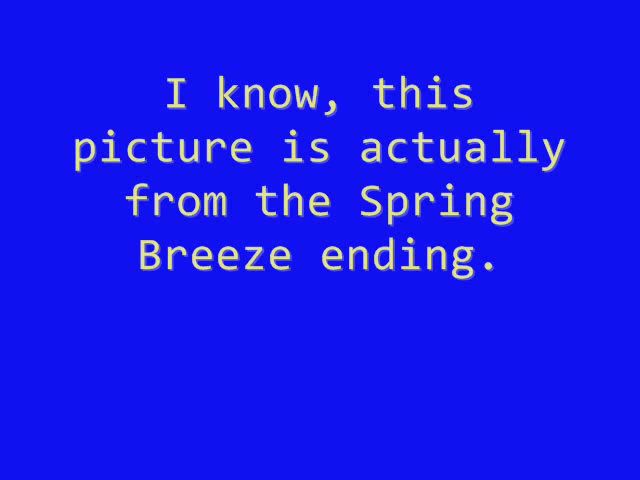 I know, this
picture is actually
from the Spring
Breeze ending.